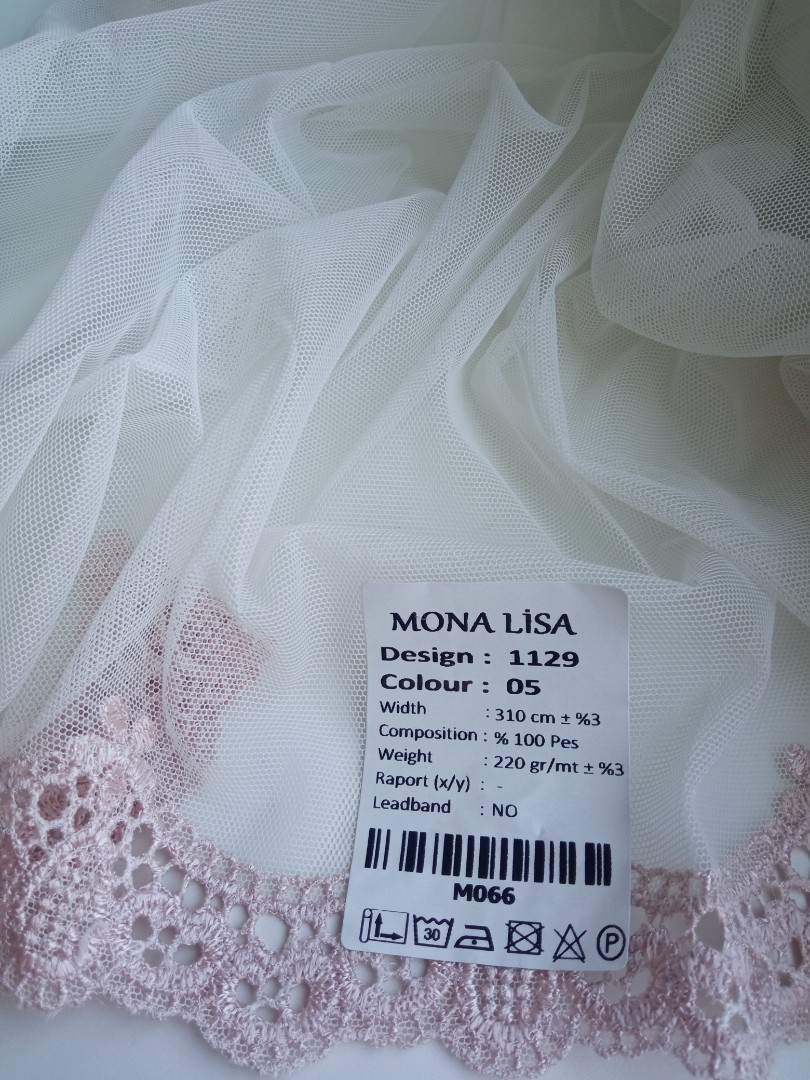 MONA LİSA
Design : 1129
Colour : 05
Width : 310 cm ± %3
Composition : % 100 Pes
Weight : 220 gr/mt ± %3
Raport (x/y) : -
Leadband : NO
M066
30
P